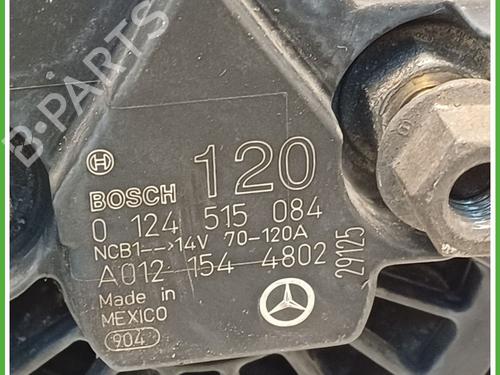 B-PARTS
120
BOSCH
0 124 515 084
NCB1-->14V 70-120A
A012 154 4802
29125
Made in
MEXICO
904